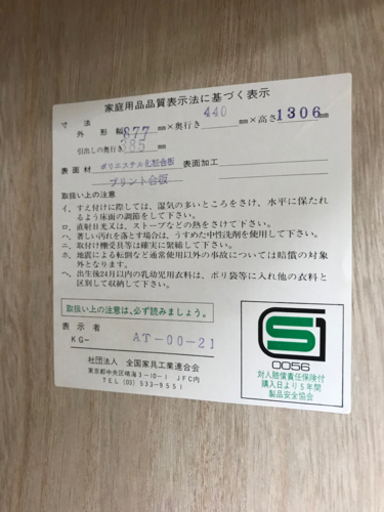 家庭用品品質表示法に基づく表示
寸法
外形幅877×奥行き440×高さ1306
引出しの奥行き385
表面材 ポリエステル化粧合板 表面加工
プリント合板
取扱い上の注意
イ、すえ付けに際しては、湿気の多いところをさけ、水平に保たれ
るよう床面の調節をして下さい。
ロ、直射日光又は、ストーブなどの熱をさけて下さい。
ハ、著しい汚れを落とす場合は、うすめた中性洗剤を使用して下さい。
ニ、取付け機受具等は確実に緊締して下さい。
ホ、地震による転倒など通常使用以外の事故については賠償の対象
外となります。
ヘ、出生後24月以内の乳幼児用衣料は、ポリ袋等に入れ他の衣料と
区別して収納して下さい。
取扱い上の注意は、必ず読みましょう。
表示者
KG- AT-00-21
社団法人 全国家具工業連合会
東京都中央区晴海3-10-1 JFC内
TEL (03) 533-9551
S1
0056
対人賠償責任保険付
購入日より5年間
製品安全協会